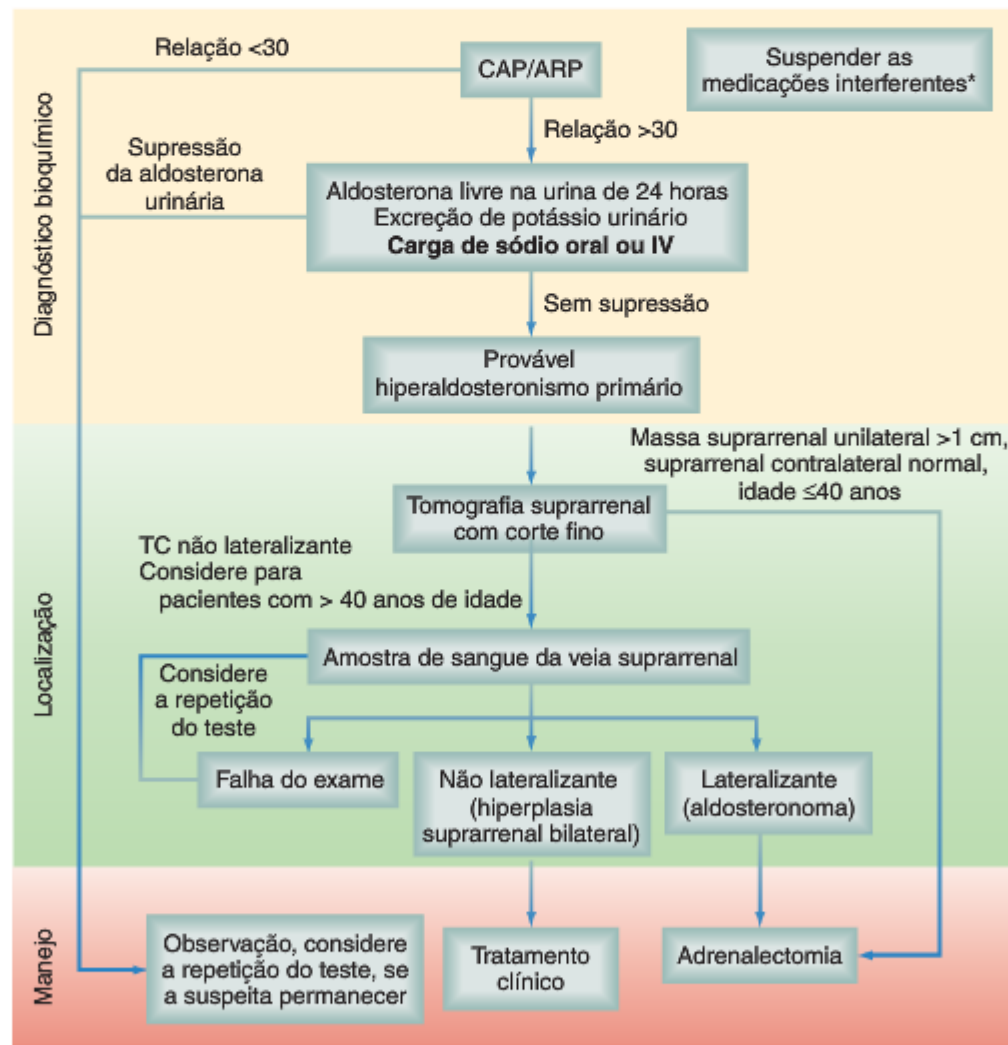 Relação <30
CAP/ARP
Suspender as
medicações interferentes*
Relação >30
Supressão
da aldosterona
urinária
Aldosterona livre na urina de 24 horas
Excreção de potássio urinário
Carga de sódio oral ou IV
Sem supressão
Provável
hiperaldosteronismo primário
Diagnóstico bioquímico
Massa suprarrenal unilateral >1 cm,
suprarrenal contralateral normal,
idade ≤40 anos
Tomografia suprarrenal
com corte fino
TC não lateralizante
Considere para
pacientes com > 40 anos de idade
Amostra de sangue da veia suprarrenal
Considere
a repetição
do teste
Falha do exame
Não lateralizante
(hiperplasia
suprarrenal bilateral)
Lateralizante
(aldosteronoma)
Localização
Observação, considere
a repetição do teste, se
a suspeita permanecer
Tratamento
clínico
Adrenalectomia
Manejo